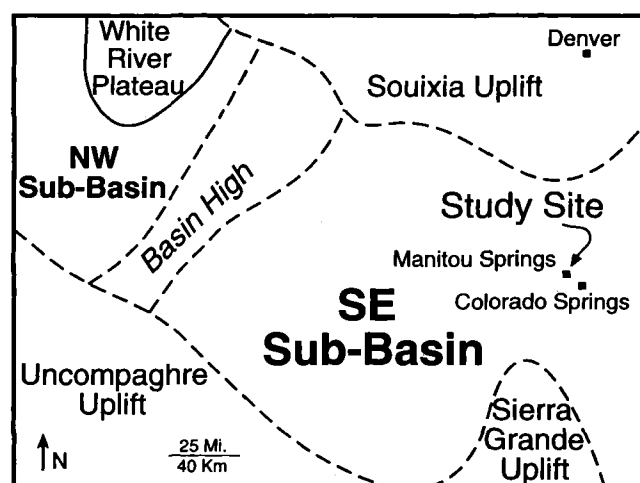 White
River
Plateau
Denver
Souixia Uplift
NW
Sub-Basin
Basin High
Study Site
Manitou Springs
Colorado Springs
SE
Sub-Basin
Uncompaghre
Uplift
Sierra
Grande
Uplift
N
25 Mi.
40 Km